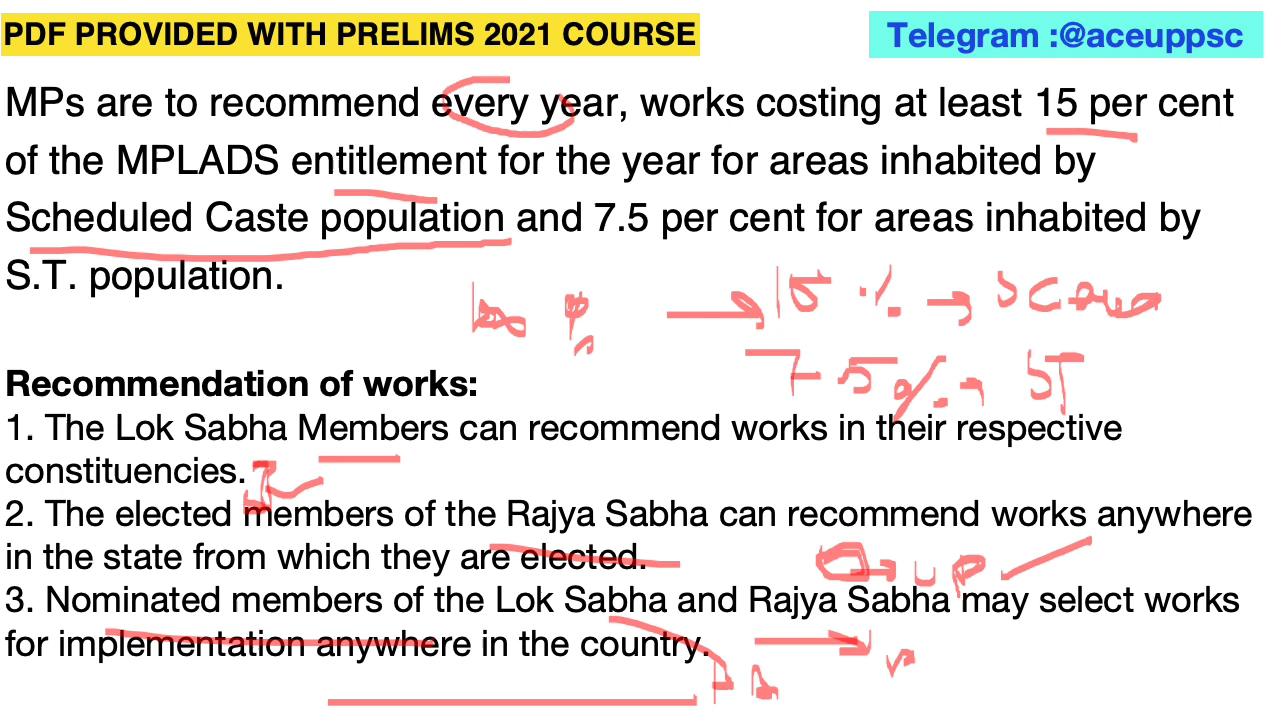 PDF PROVIDED WITH PRELIMS 2021 COURSE
Telegram :@aceuppsc
MPs are to recommend every year, works costing at least 15 per cent
of the MPLADS entitlement for the year for areas inhabited by
Scheduled Caste population and 7.5 per cent for areas inhabited by
S.T. population.
15 % → SC
7.5% → ST
Recommendation of works:
1. The Lok Sabha Members can recommend works in their respective
constituencies.
2. The elected members of the Rajya Sabha can recommend works anywhere
in the state from which they are elected.
→ UP
3. Nominated members of the Lok Sabha and Rajya Sabha may select works
for implementation anywhere in the country.